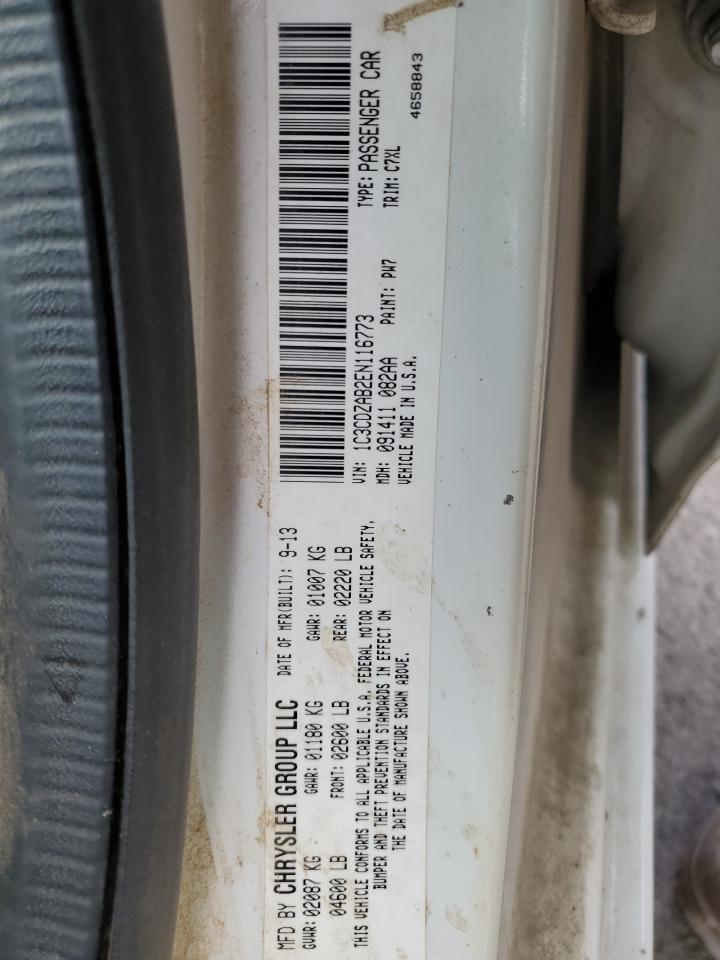 MFD BY CHRYSLER GROUP LLC DATE OF MFR(BUILT): 9-13
GVWR: 02087 KG GAWR: 01180 KG GAWR: 01007 KG
04600 LB FRONT: 02600 LB REAR: 02220 LB
THIS VEHICLE CONFORMS TO ALL APPLICABLE U.S.A. FEDERAL MOTOR VEHICLE SAFETY,
BUMPER AND THEFT PREVENTION STANDARDS IN EFFECT ON
THE DATE OF MANUFACTURE SHOWN ABOVE.
VIN: 1C3CDZAB2EN116773 TYPE: PASSENGER CAR
MDH: 091411 082AA PAINT: PW7 TRIM: C7XL
VEHICLE MADE IN U.S.A.
4658843